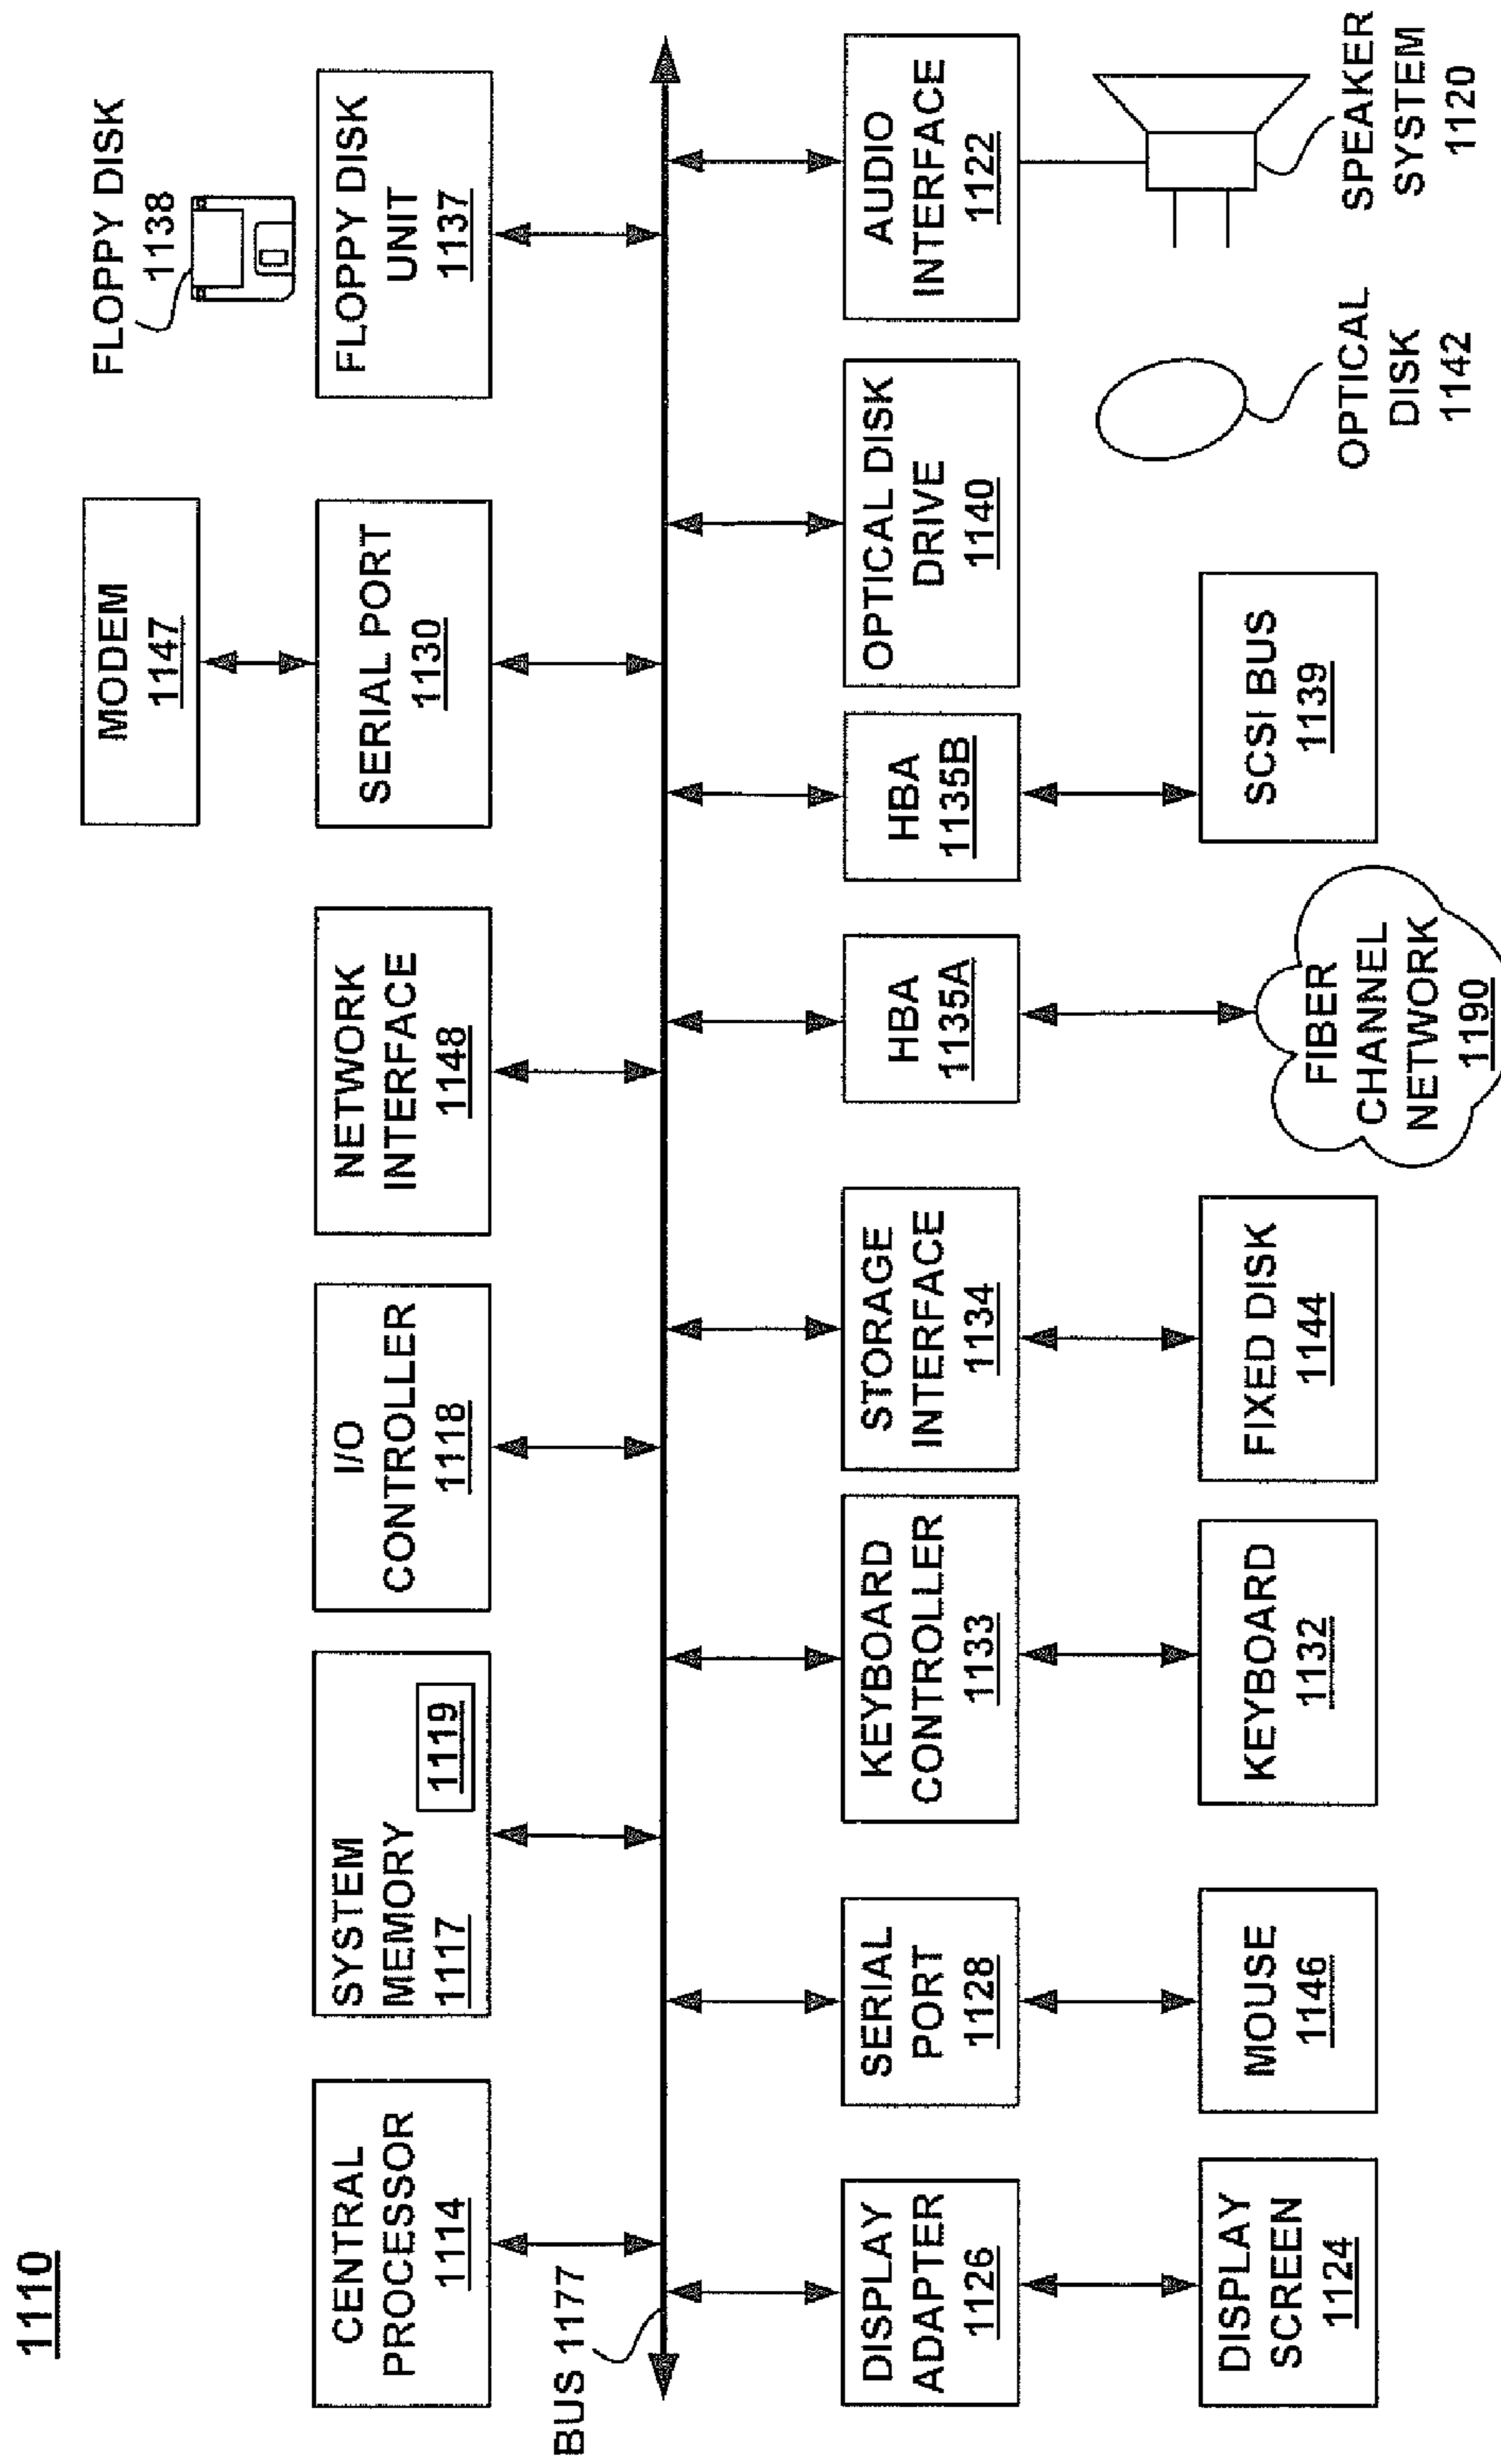 1110
MODEM
1147
FLOPPY DISK
1138
CENTRAL
PROCESSOR
1114
SYSTEM
MEMORY
1117
1119
I/O
CONTROLLER
1118
NETWORK
INTERFACE
1148
SERIAL PORT
1130
FLOPPY DISK
UNIT
1137
BUS 1177
DISPLAY
ADAPTER
1126
SERIAL
PORT
1128
KEYBOARD
CONTROLLER
1133
STORAGE
INTERFACE
1134
HBA
1135A
HBA
1135B
OPTICAL DISK
DRIVE
1140
AUDIO
INTERFACE
1122
DISPLAY
SCREEN
1124
MOUSE
1146
KEYBOARD
1132
FIXED DISK
1144
FIBER
CHANNEL
NETWORK
1190
SCSI BUS
1139
OPTICAL
DISK
1142
SPEAKER
SYSTEM
1120